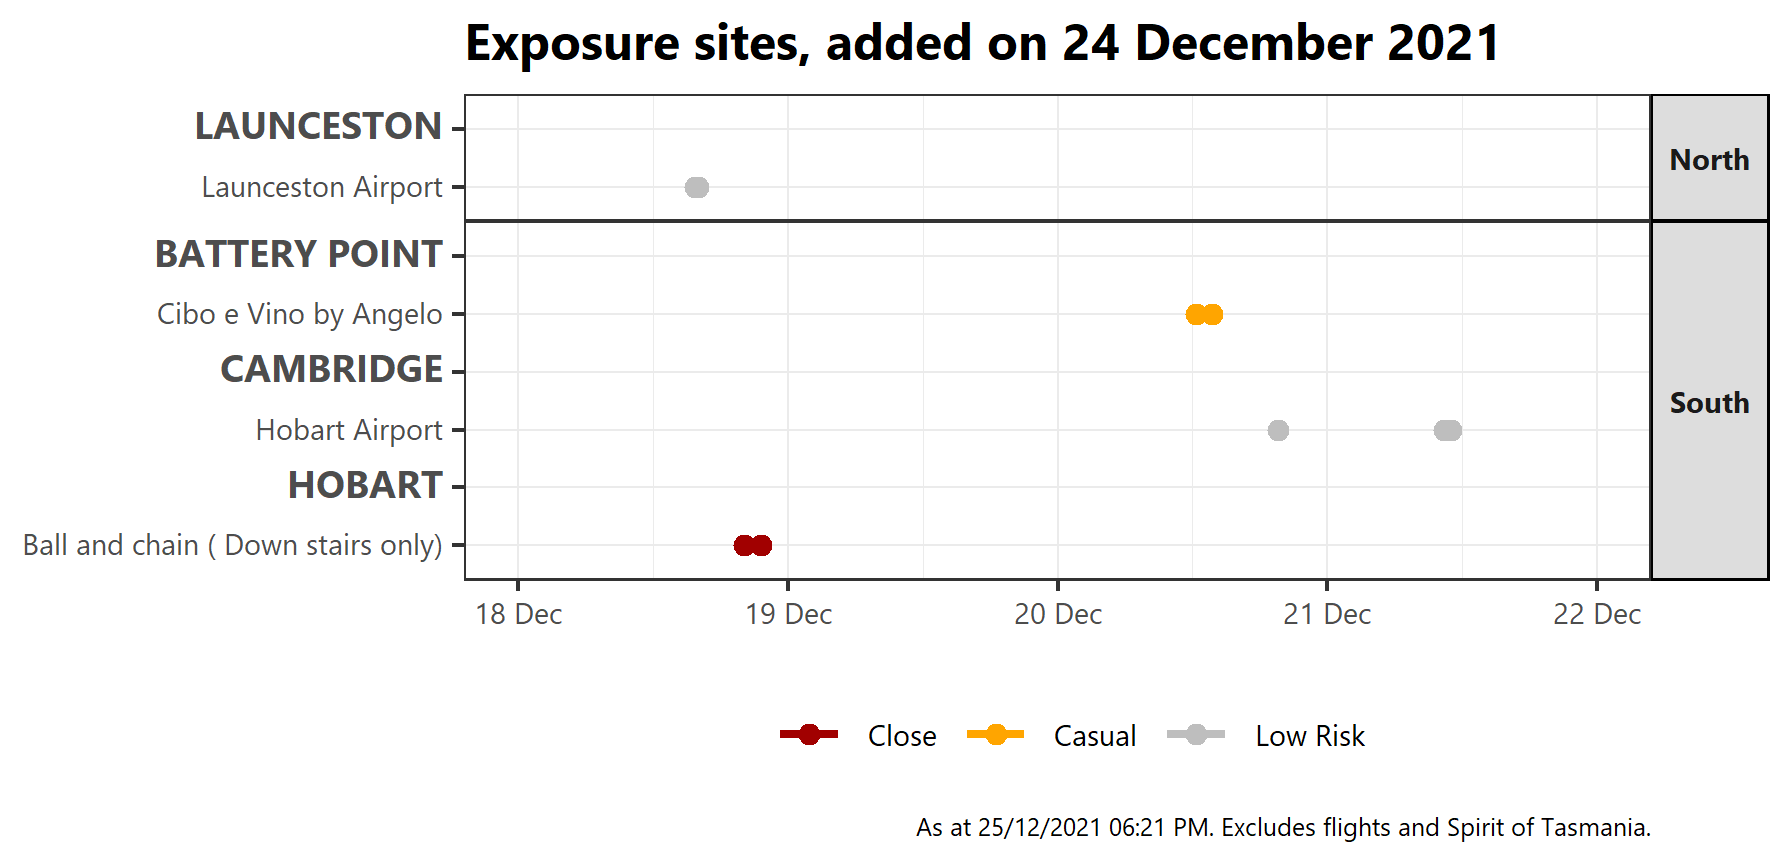 Exposure sites, added on 24 December 2021
LAUNCESTON
Launceston Airport
North
BATTERY POINT
Cibo e Vino by Angelo
CAMBRIDGE
Hobart Airport
HOBART
Ball and chain ( Down stairs only)
South
18 Dec 19 Dec 20 Dec 21 Dec 22 Dec
Close Casual Low Risk
As at 25/12/2021 06:21 PM. Excludes flights and Spirit of Tasmania.